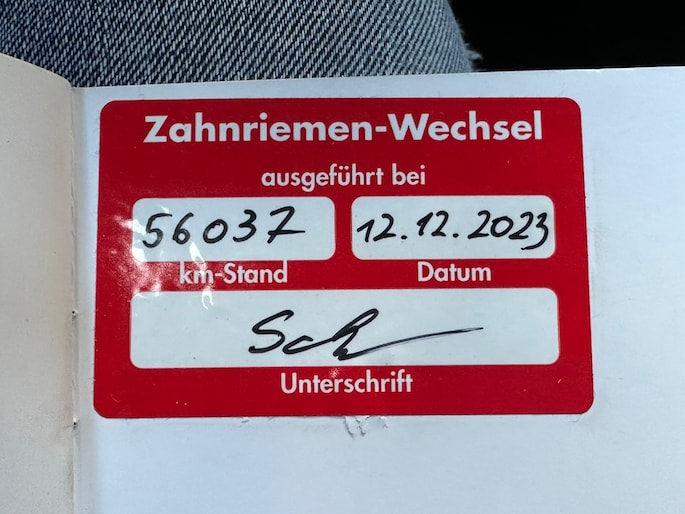 Zahnriemen-Wechsel
ausgeführt bei
56037 12.12.2023
km-Stand Datum
Unterschrift